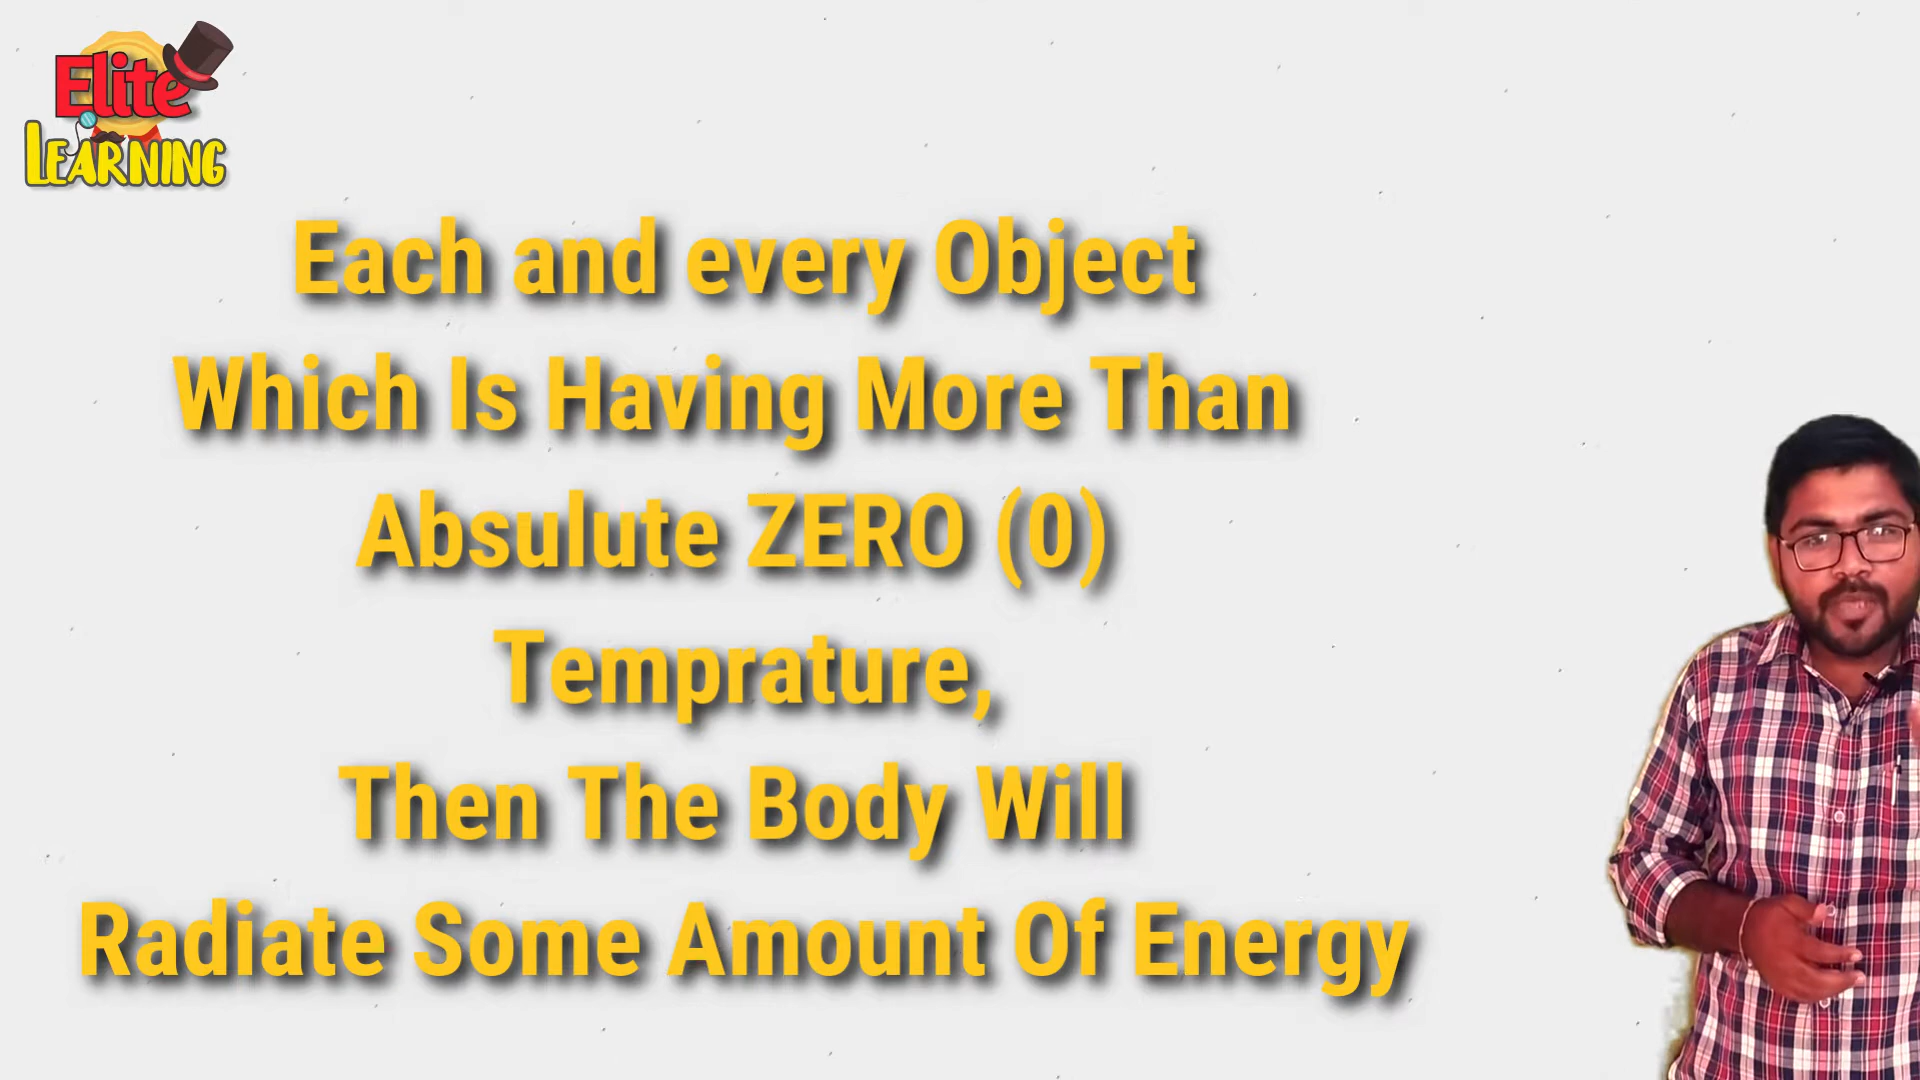 Elite
LEARNING
Each and every Object
Which Is Having More Than
Absulute ZERO (0)
Temprature,
Then The Body Will
Radiate Some Amount Of Energy